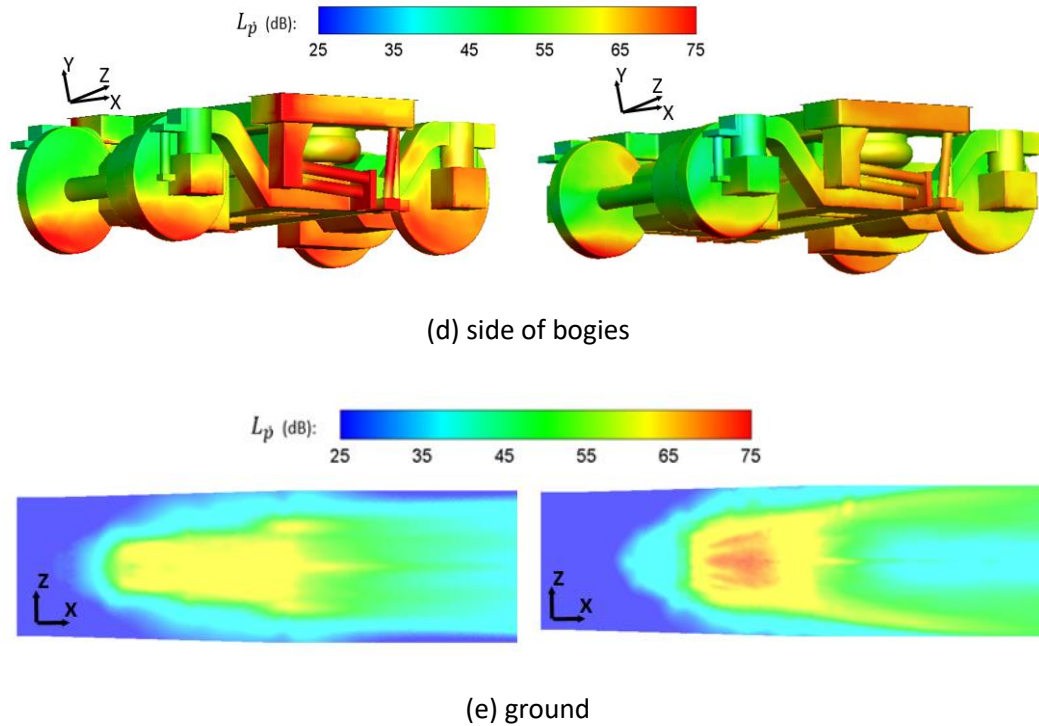 L_ṗ (dB):
25 35 45 55 65 75
Y Z X
Y Z X
(d) side of bogies
L_ṗ (dB):
25 35 45 55 65 75
Z X
Z X
(e) ground